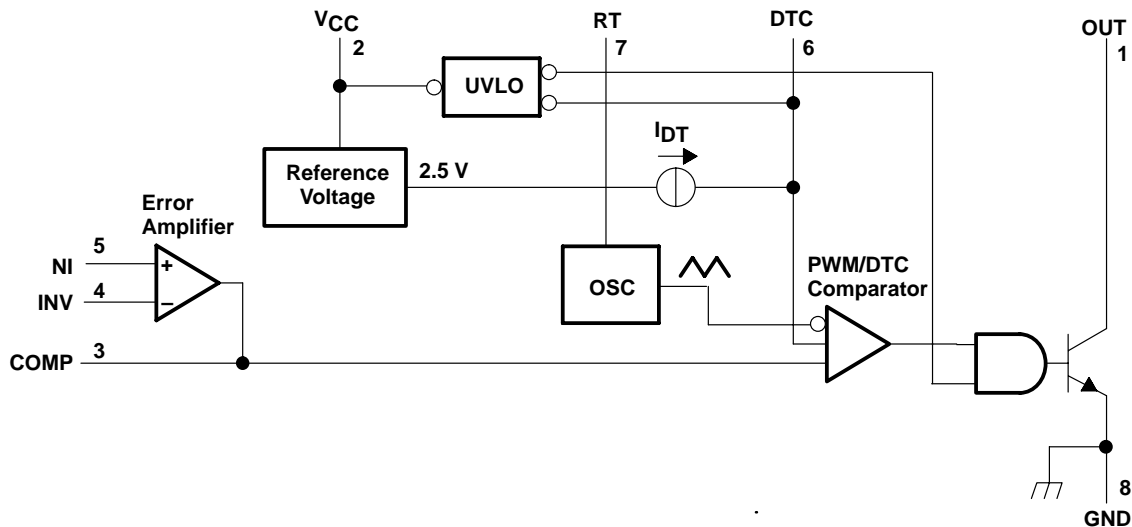 VCC
2
RT
7
DTC
6
OUT
1
UVLO
IDT
Reference
Voltage
2.5 V
Error
Amplifier
5
NI
+
4
INV
−
OSC
PWM/DTC
Comparator
COMP
3
8
GND